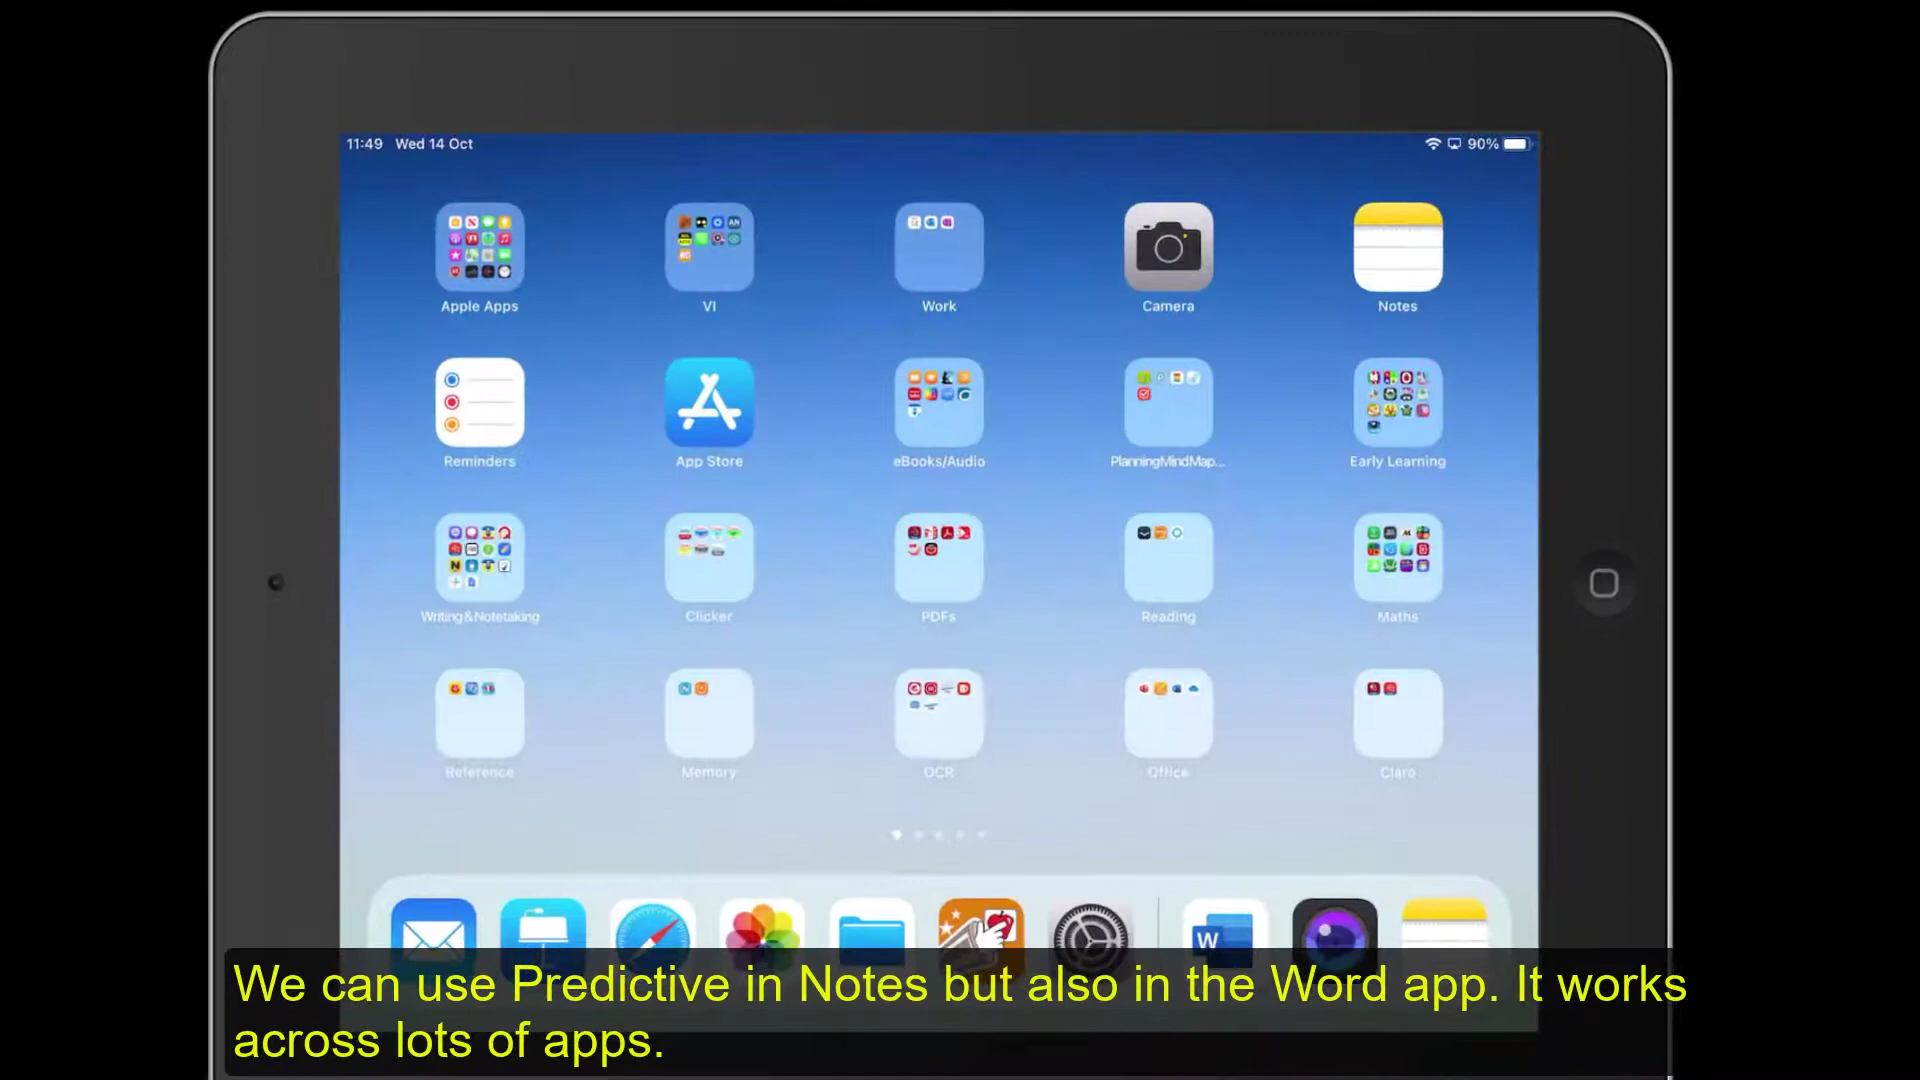 11:49 Wed 14 Oct 90%
Apple Apps VI Work Camera Notes
Reminders App Store eBooks/Audio PlanningMindMap... Early Learning
Writing&Notetaking Clicker PDFs Reading Maths
Reference Memory OCR Office Claro
W
We can use Predictive in Notes but also in the Word app. It works
across lots of apps.